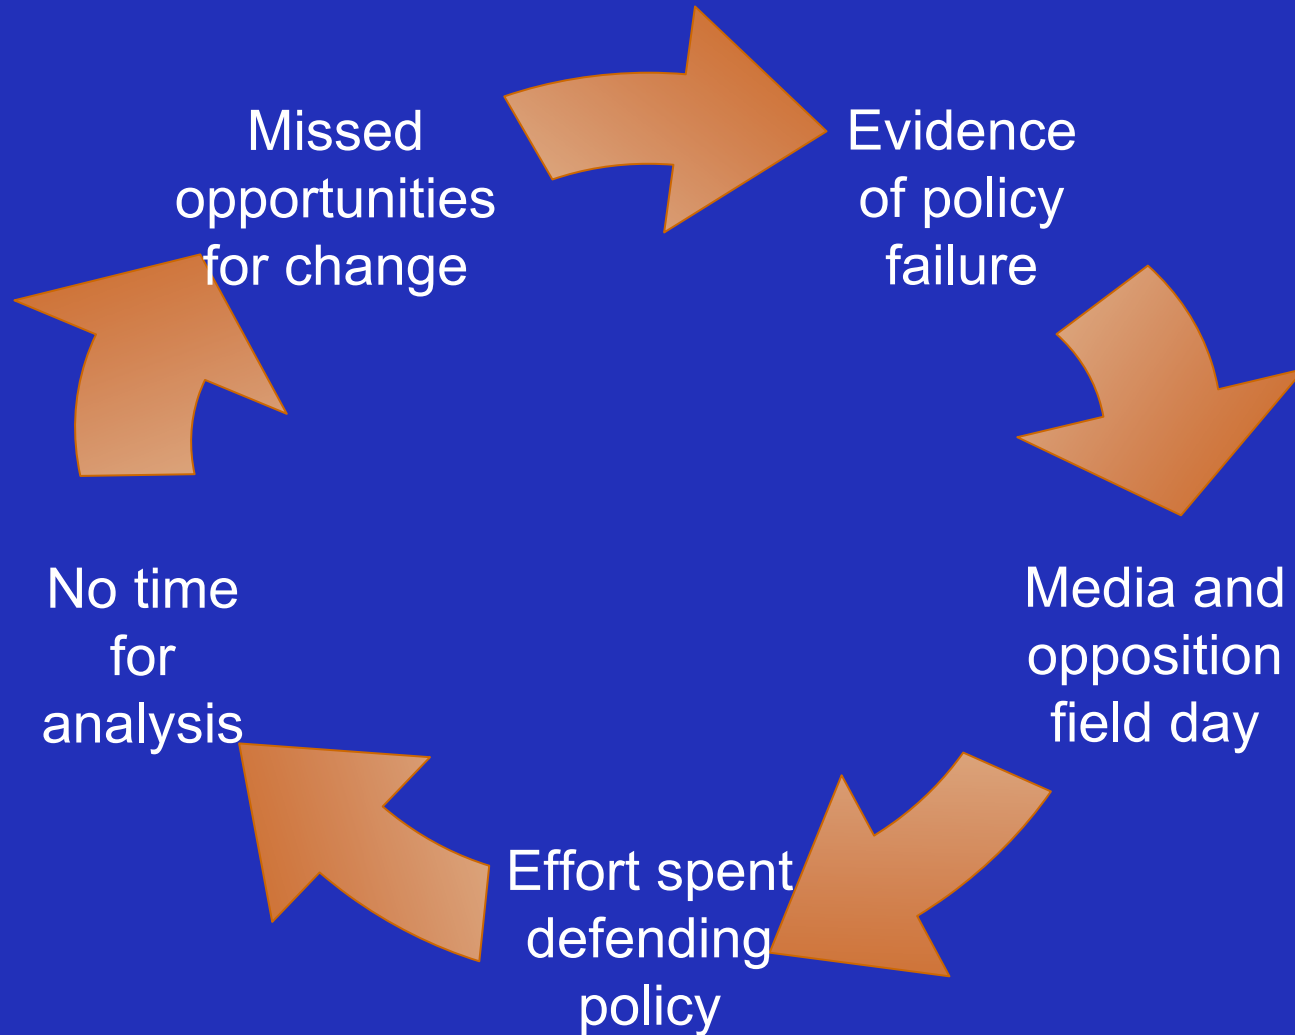 Missed
opportunities
for change
Evidence
of policy
failure
Media and
opposition
field day
Effort spent
defending
policy
No time
for
analysis